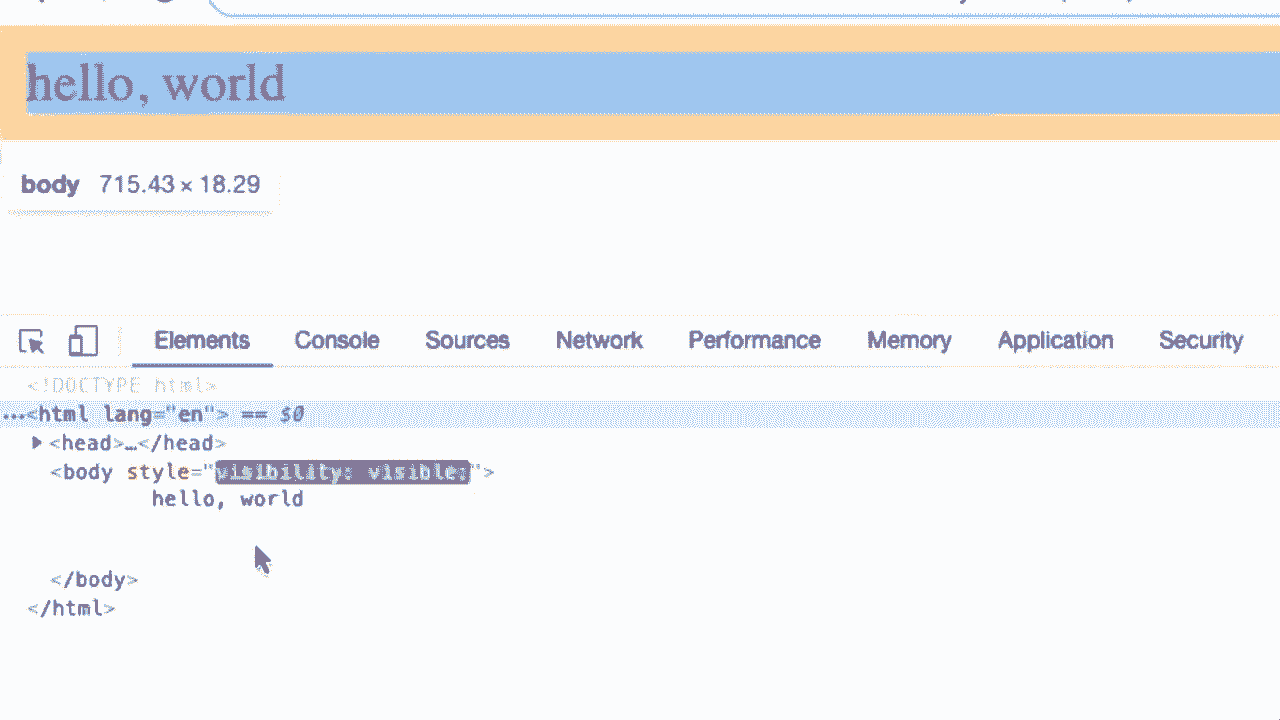 hello, world
body 715.43 × 18.29
Elements Console Sources Network Performance Memory Application Security
<!DOCTYPE html>
…<html lang="en"> == $0
<head>…</head>
<body style="visibility: visible;">
hello, world
</body>
</html>